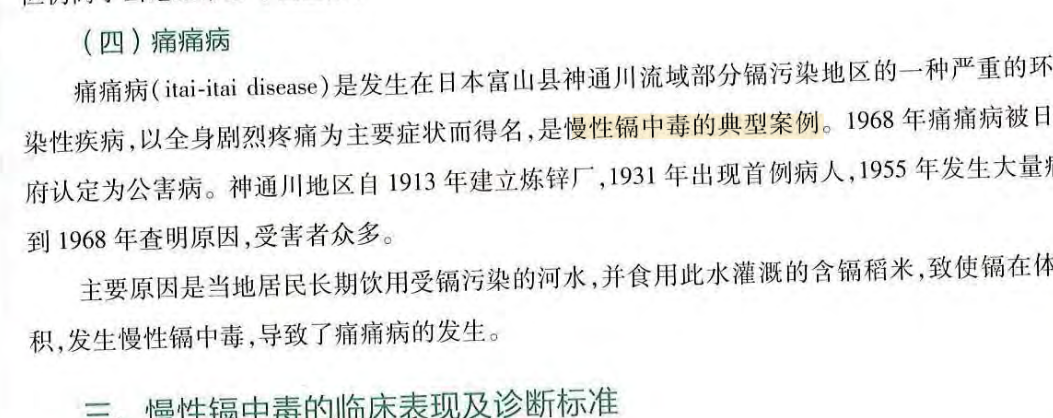 （四）痛痛病
痛痛病(itai-itai disease)是发生在日本富山县神通川流域部分镉污染地区的一种严重的环
染性疾病,以全身剧烈疼痛为主要症状而得名,是慢性镉中毒的典型案例。1968 年痛痛病被日
府认定为公害病。神通川地区自 1913 年建立炼锌厂,1931 年出现首例病人,1955 年发生大量
到 1968 年查明原因,受害者众多。
主要原因是当地居民长期饮用受镉污染的河水,并食用此水灌溉的含镉稻米,致使镉在体
积,发生慢性镉中毒,导致了痛痛病的发生。
三、慢性镉中毒的临床表现及诊断标准